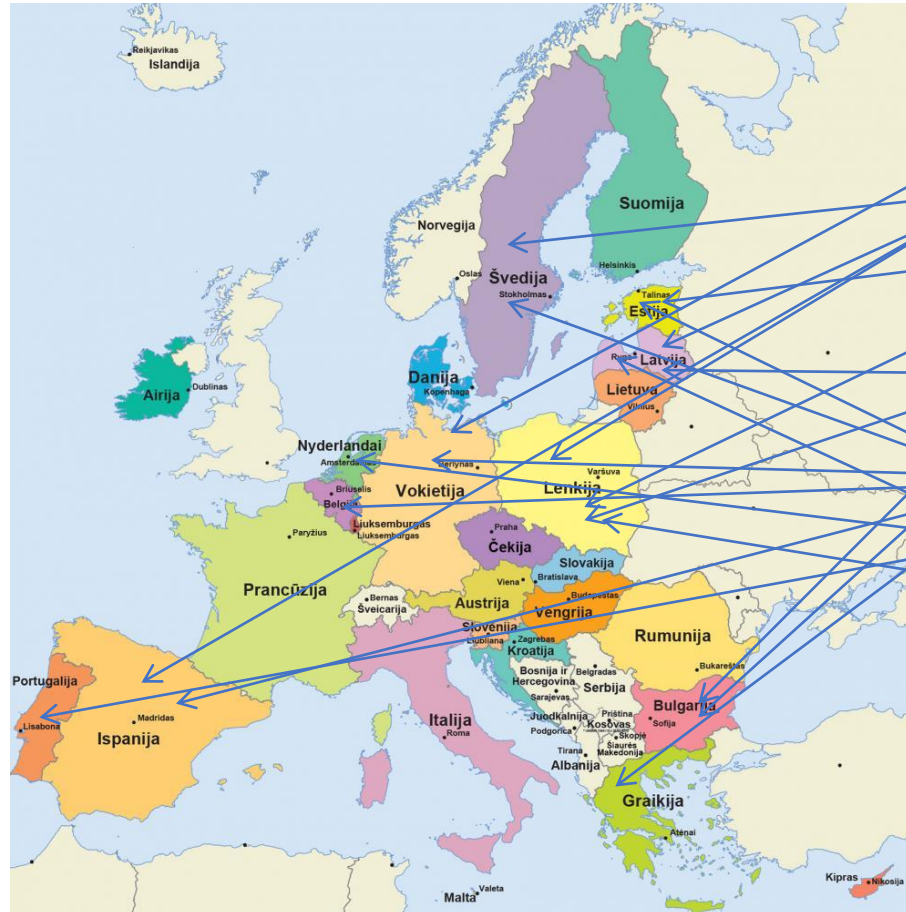 Reikjavikas
Islandija
Suomija
Norvegija
Helsinkis
Oslas
Švedija
Stokholmas
Talinas
Estija
Ryga
Latvija
Danija
Kopenhaga
Lietuva
Vilnius
Airija
Dublinas
Nyderlandai
Amsterdamas
Berlynas
Varšuva
Lenkija
Vokietija
Briuselis
Belgija
Liuksemburgas
Liuksemburgas
Paryžius
Praha
Čekija
Slovakija
Viena
Bratislava
Prancūzija
Bernas
Šveicarija
Austrija
Budapeštas
Vengrija
Slovėnija
Liubliana
Zagrebas
Kroatija
Rumunija
Bukareštas
Bosnija ir
Hercegovina
Sarajevas
Belgradas
Serbija
Portugalija
Lisabona
Madridas
Ispanija
Italija
Roma
Juodkalnija
Podgorica
Priština
Kosovas
Bulgarija
Sofija
Skopjė
Šiaurės
Makedonija
Tirana
Albanija
Graikija
Atėnai
Valeta
Malta
Kipras
Nikosija